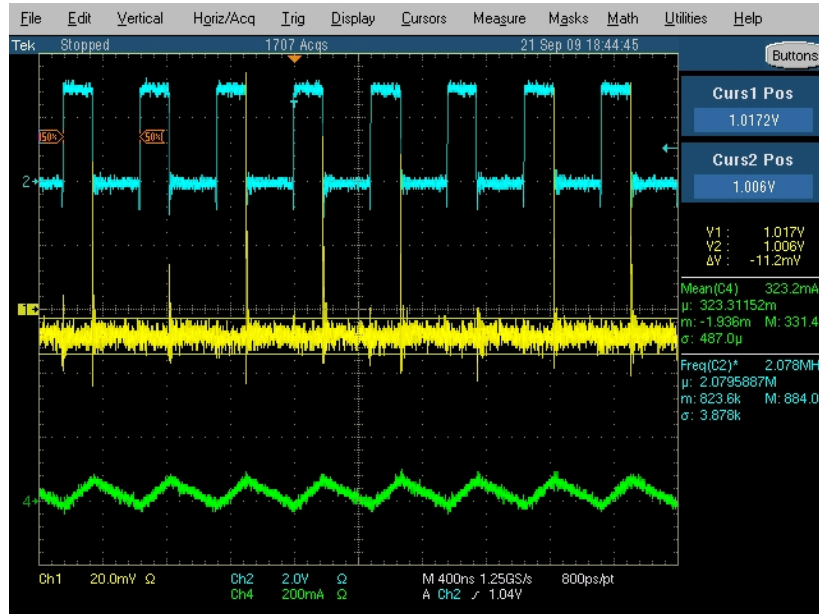 File Edit Vertical Horiz/Acq Trig Display Cursors Measure Masks Math Utilities Help
Tek Stopped 1707 Acqs 21 Sep 09 18:44:45
Buttons
Curs1 Pos
1.0172V
Curs2 Pos
1.006V
50% 50%
2
V1 : 1.017V
V2 : 1.006V
ΔV : -11.2mV
1
Mean(C4) 323.2mA
µ: 323.31152m
m: -1.936m M: 331.4
σ: 487.0µ
Freq(C2)* 2.078MH
µ: 2.0795887M
m: 823.6k M: 884.0
σ: 3.878k
4
Ch1 20.0mV Ω Ch2 2.0V Ω M 400ns 1.25GS/s 800ps/pt
Ch4 200mA Ω A Ch2 ∕ 1.04V